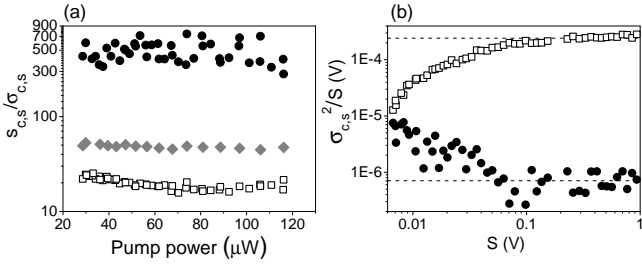 (a)
900
700
500
300
100
10
s_c,s/σ_c,s
20 40 60 80 100 120
Pump power (μW)
(b)
1E-4
1E-5
1E-6
σ_c,s^2/S (V)
0.01 0.1 1
S (V)